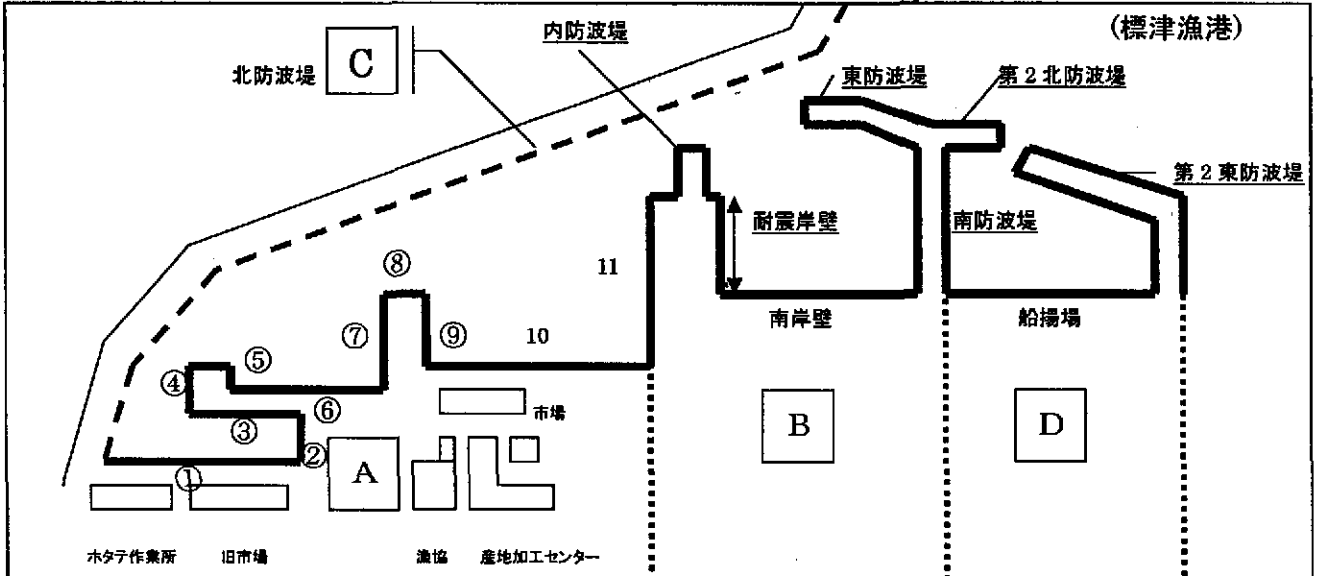 (標津漁港)
内防波堤
北防波堤
C
東防波堤
第2北防波堤
第2東防波堤
耐震岸壁
南防波堤
⑧
11
⑦
⑨
10
南岸壁
船揚場
⑤
④
⑥
③
②
①
市場
A
B
D
ホタテ作業所
旧市場
漁協
産地加工センター